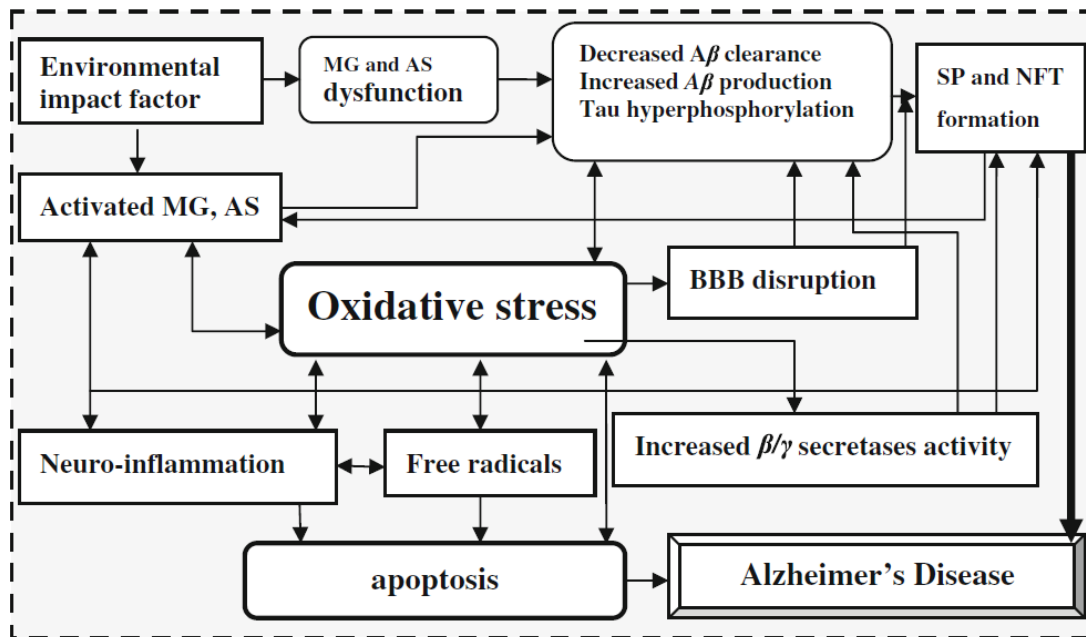 Environmental
impact factor
MG and AS
dysfunction
Decreased Aβ clearance
Increased Aβ production
Tau hyperphosphorylation
SP and NFT
formation
Activated MG, AS
Oxidative stress
BBB disruption
Neuro-inflammation
Free radicals
Increased β/γ secretases activity
apoptosis
Alzheimer's Disease